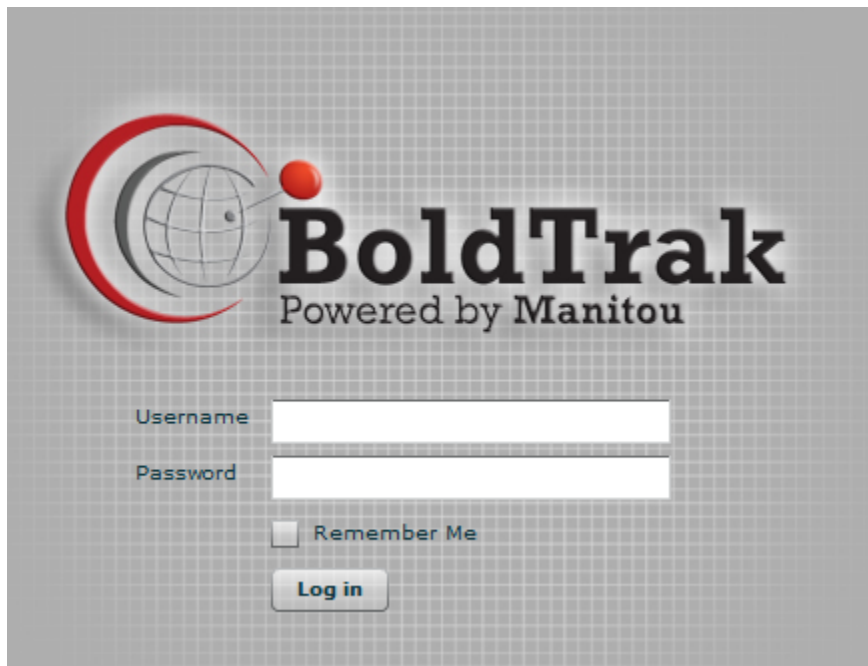 BoldTrak
Powered by Manitou
Username
Password
Remember Me
Log in